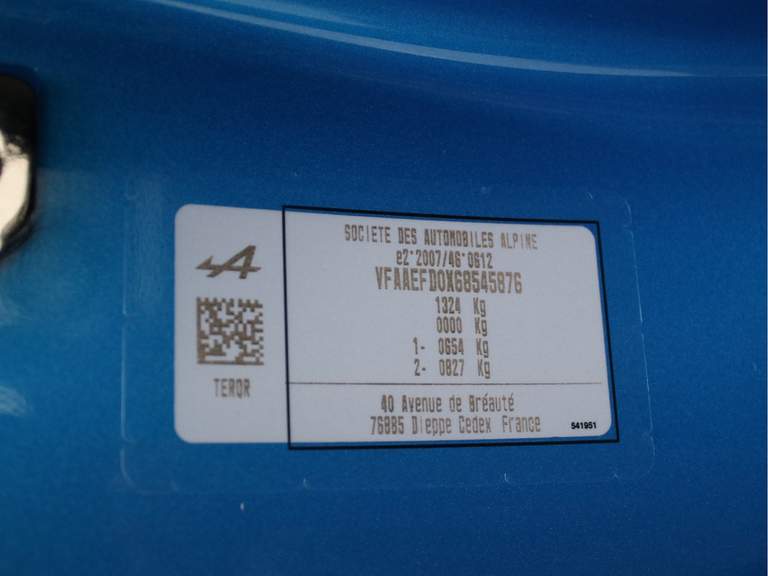 SOCIETE DES AUTOMOBILES ALPINE
e2*2007/46*0612
VFAAEFD0X68545876
1324 Kg
0000 Kg
1- 0654 Kg
2- 0827 Kg
TEROR
40 Avenue de Bréauté
76885 Dieppe Cedex France
541951